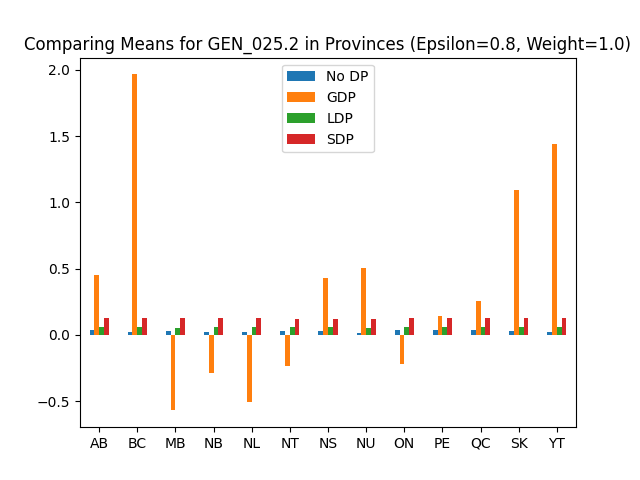 Comparing Means for GEN_025.2 in Provinces (Epsilon=0.8, Weight=1.0)
No DP
GDP
LDP
SDP
2.0
1.5
1.0
0.5
0.0
−0.5
AB BC MB NB NL NT NS NU ON PE QC SK YT